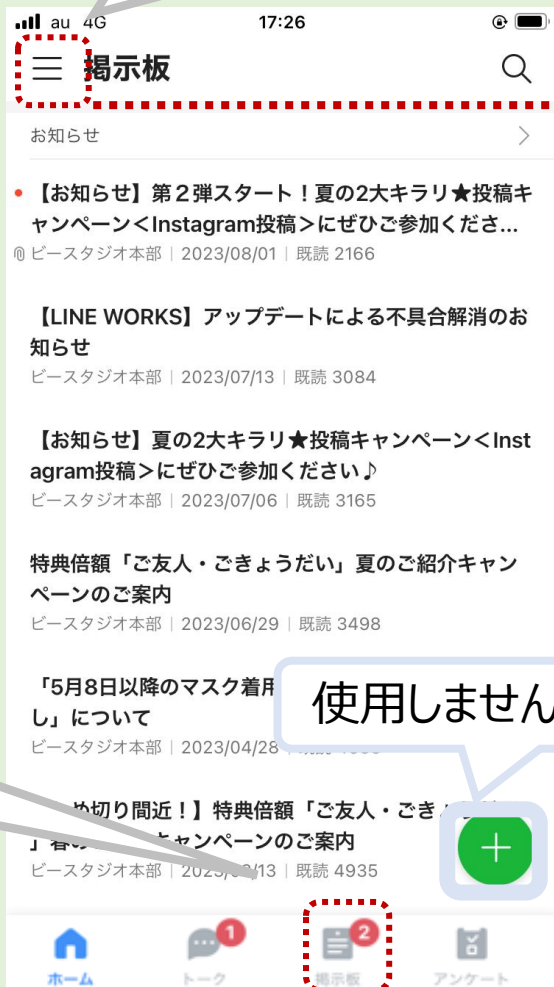 au 4G 17:26
掲示板
お知らせ
【お知らせ】第２弾スタート！夏の2大キラリ★投稿キ
ャンペーン＜Instagram投稿＞にぜひご参加くださ...
ビースタジオ本部 | 2023/08/01 | 既読 2166
【LINE WORKS】アップデートによる不具合解消のお
知らせ
ビースタジオ本部 | 2023/07/13 | 既読 3084
【お知らせ】夏の2大キラリ★投稿キャンペーン＜Inst
agram投稿＞にぜひご参加ください♪
ビースタジオ本部 | 2023/07/06 | 既読 3165
特典倍額「ご友人・ごきょうだい」夏のご紹介キャン
ペーンのご案内
ビースタジオ本部 | 2023/06/29 | 既読 3498
「5月8日以降のマスク着用
し」について
ビースタジオ本部 | 2023/04/28
使用しません
め切り間近！】特典倍額「ご友人・ごき
キャンペーンのご案内
ビースタジオ本部 | 2023/ /13 | 既読 4935
1
2
ホーム
トーク
掲示板
アンケート